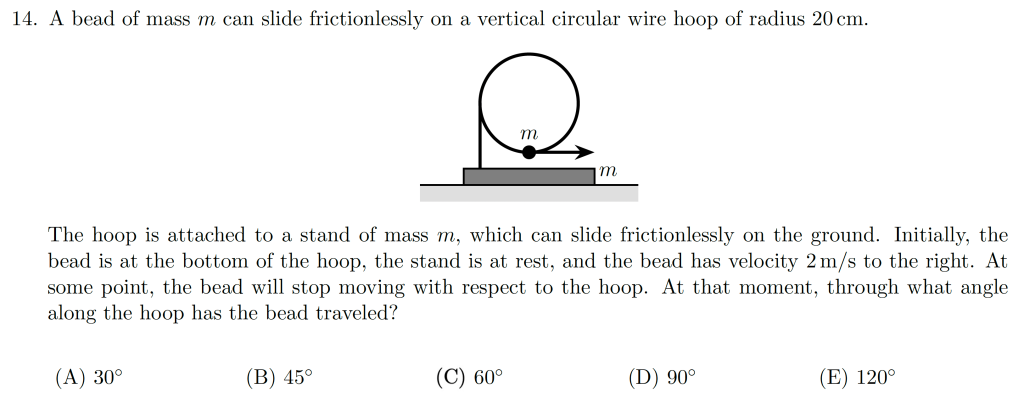 14. A bead of mass m can slide frictionlessly on a vertical circular wire hoop of radius 20 cm.
m
m
The hoop is attached to a stand of mass m, which can slide frictionlessly on the ground. Initially, the
bead is at the bottom of the hoop, the stand is at rest, and the bead has velocity 2 m/s to the right. At
some point, the bead will stop moving with respect to the hoop. At that moment, through what angle
along the hoop has the bead traveled?
(A) 30° (B) 45° (C) 60° (D) 90° (E) 120°